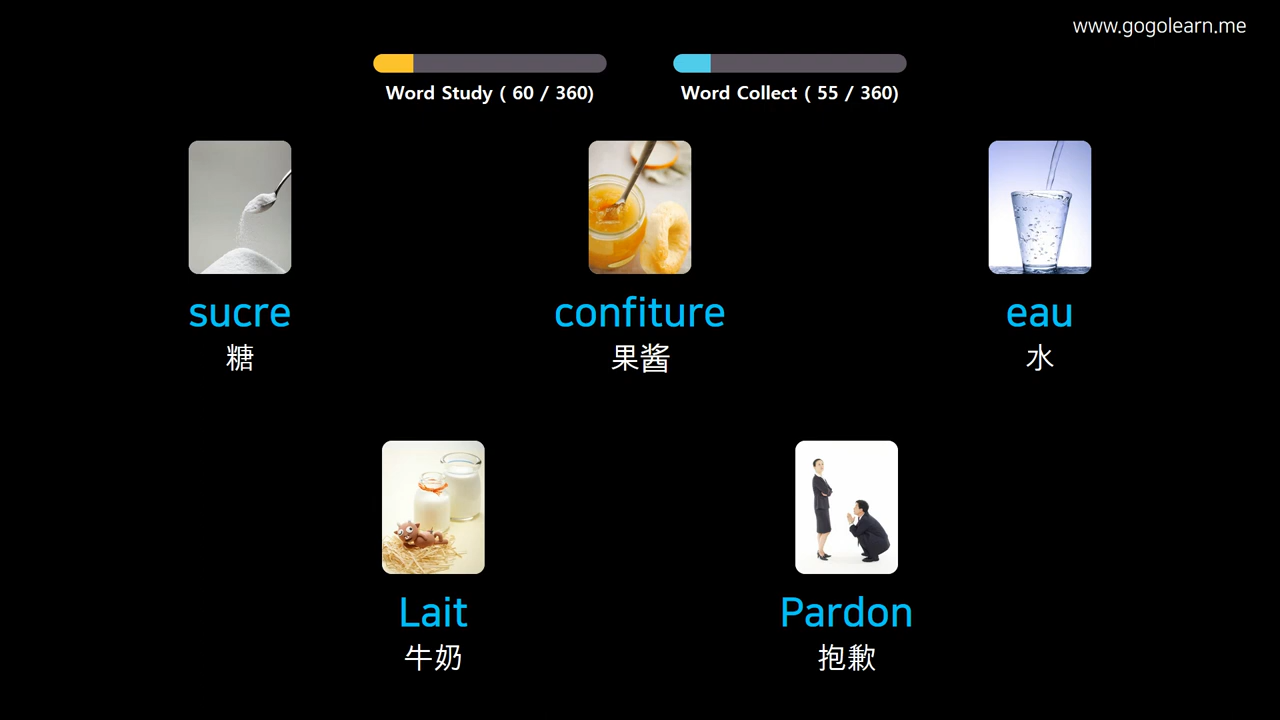 www.gogolearn.me
Word Study ( 60 / 360)
Word Collect ( 55 / 360)
sucre
糖
confiture
果酱
eau
水
Lait
牛奶
Pardon
抱歉